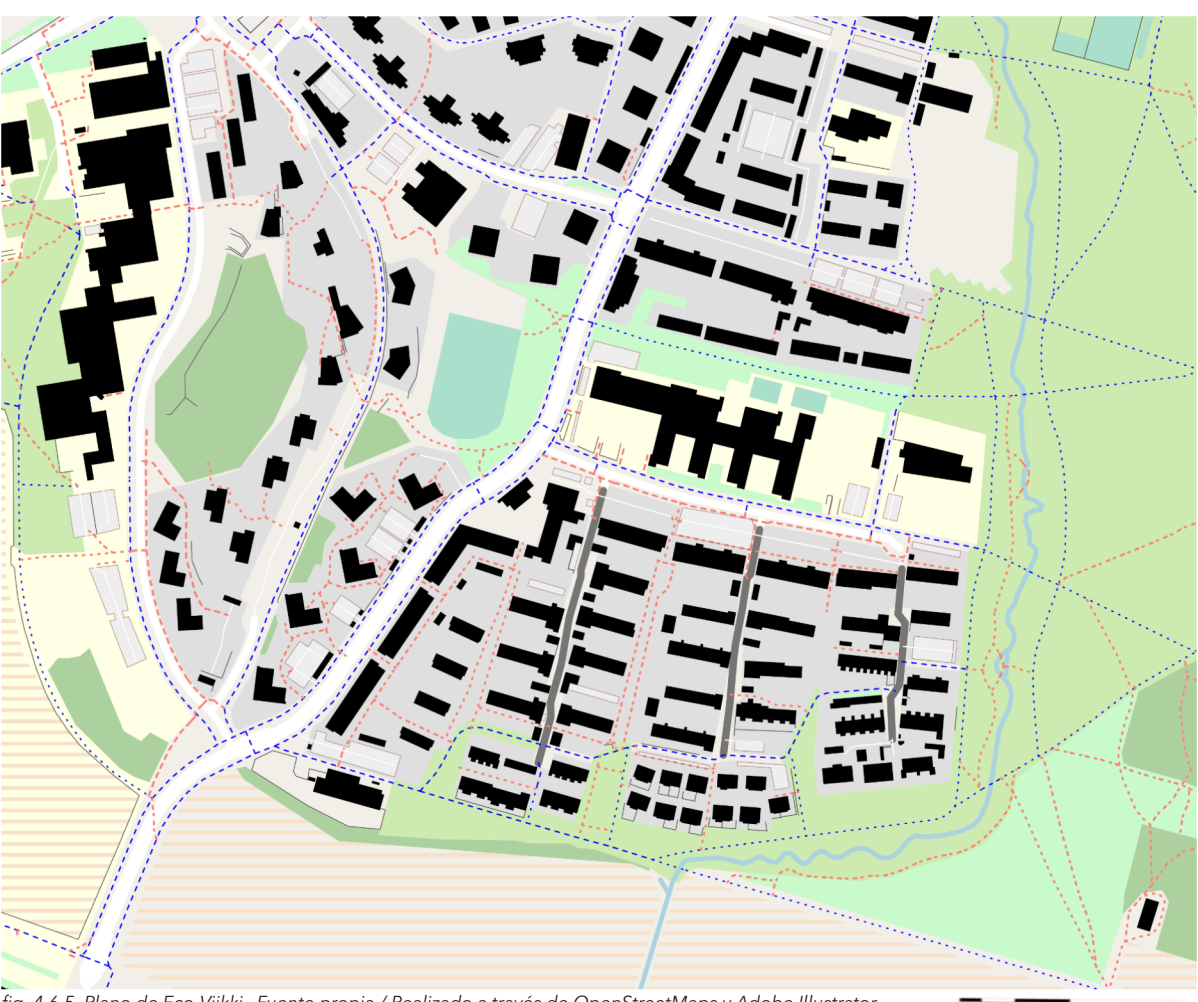 fig. 4.6.5. Plano de Eco-Viikki.. Fuente propia / Realizado a través de OpenStreetMaps y Adobe Illustrator